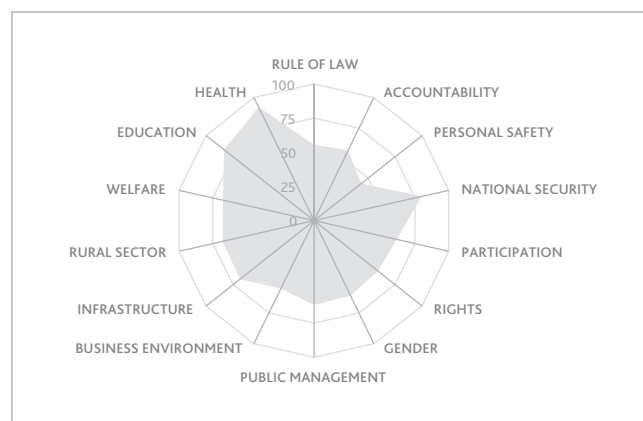 RULE OF LAW
100
HEALTH
ACCOUNTABILITY
75
EDUCATION
PERSONAL SAFETY
50
WELFARE
NATIONAL SECURITY
25
0
RURAL SECTOR
PARTICIPATION
INFRASTRUCTURE
RIGHTS
BUSINESS ENVIRONMENT
GENDER
PUBLIC MANAGEMENT